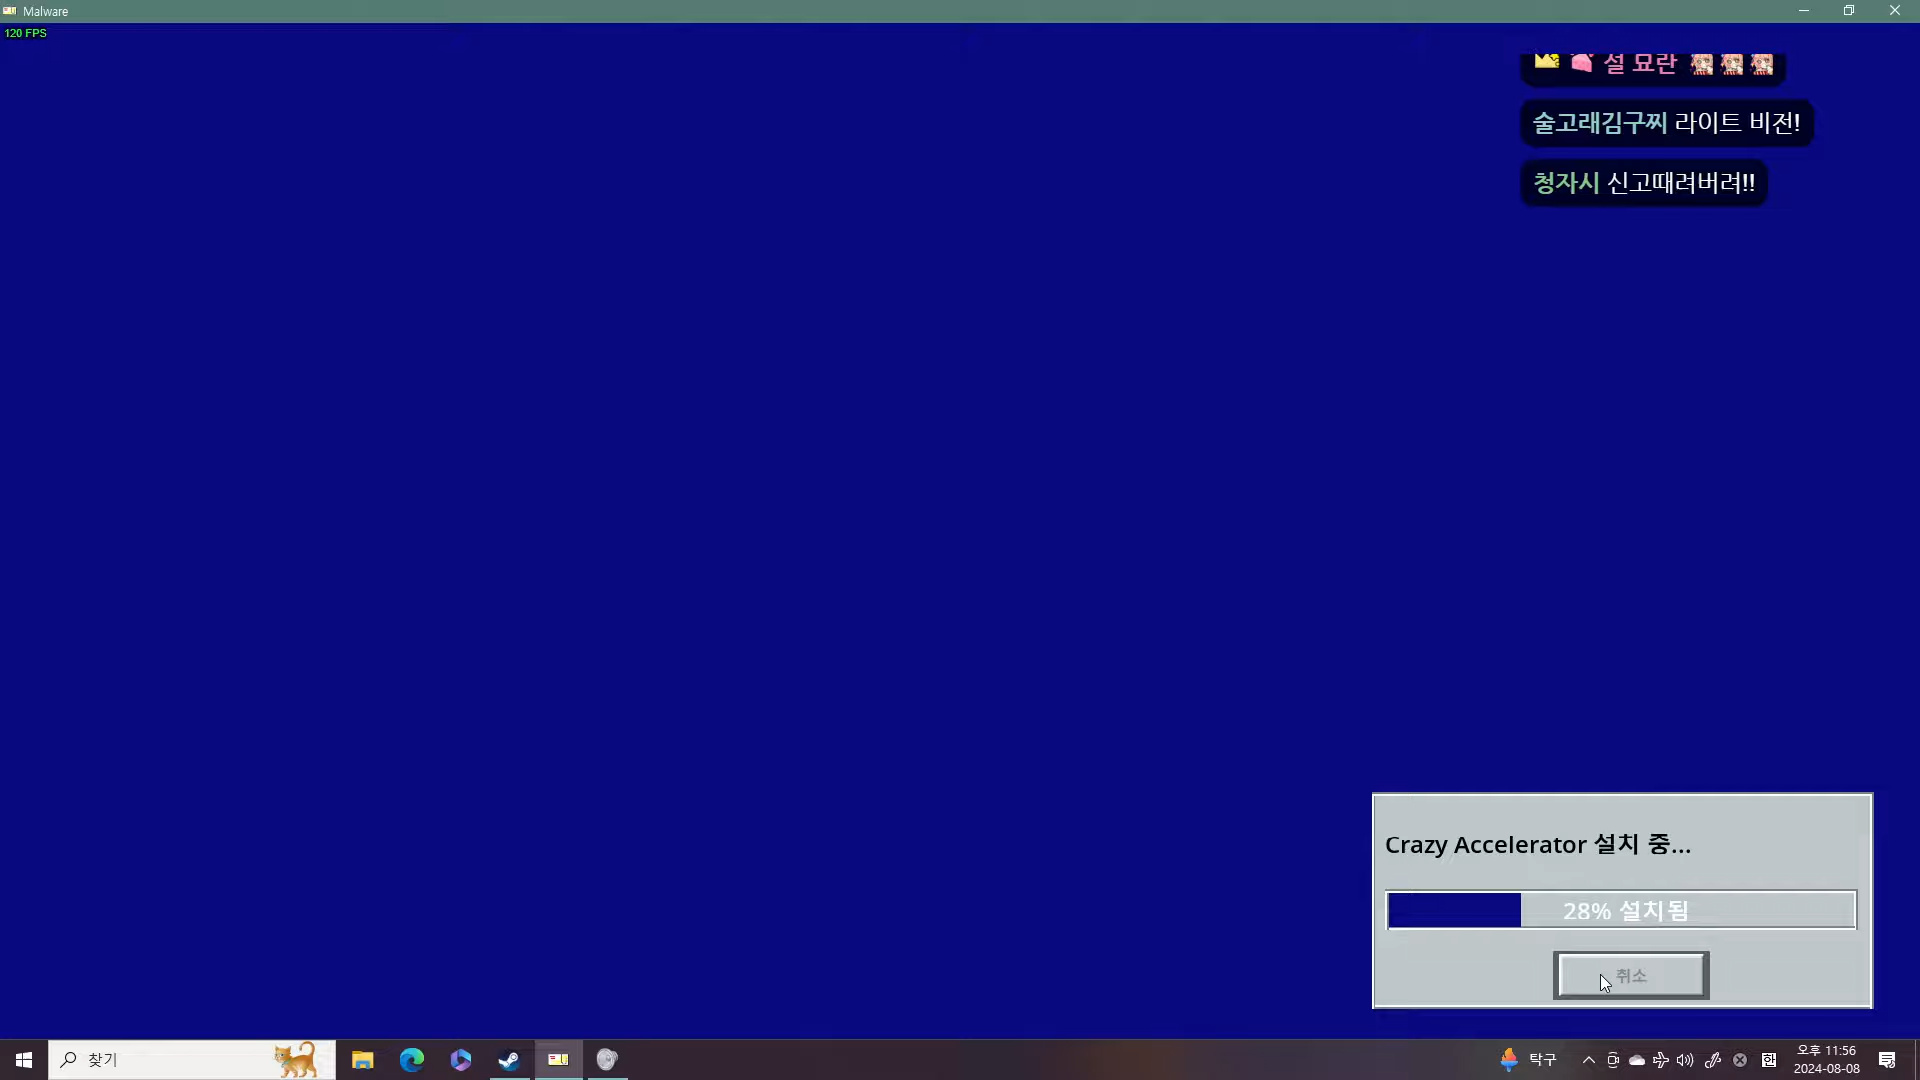 Malware
120 FPS
설 묘란
술고래김구찌 라이트 비전!
청자시 신고때려버려!!
Crazy Accelerator 설치 중...
28% 설치됨
취소
찾기
탁구
한
오후 11:56
2024-08-08